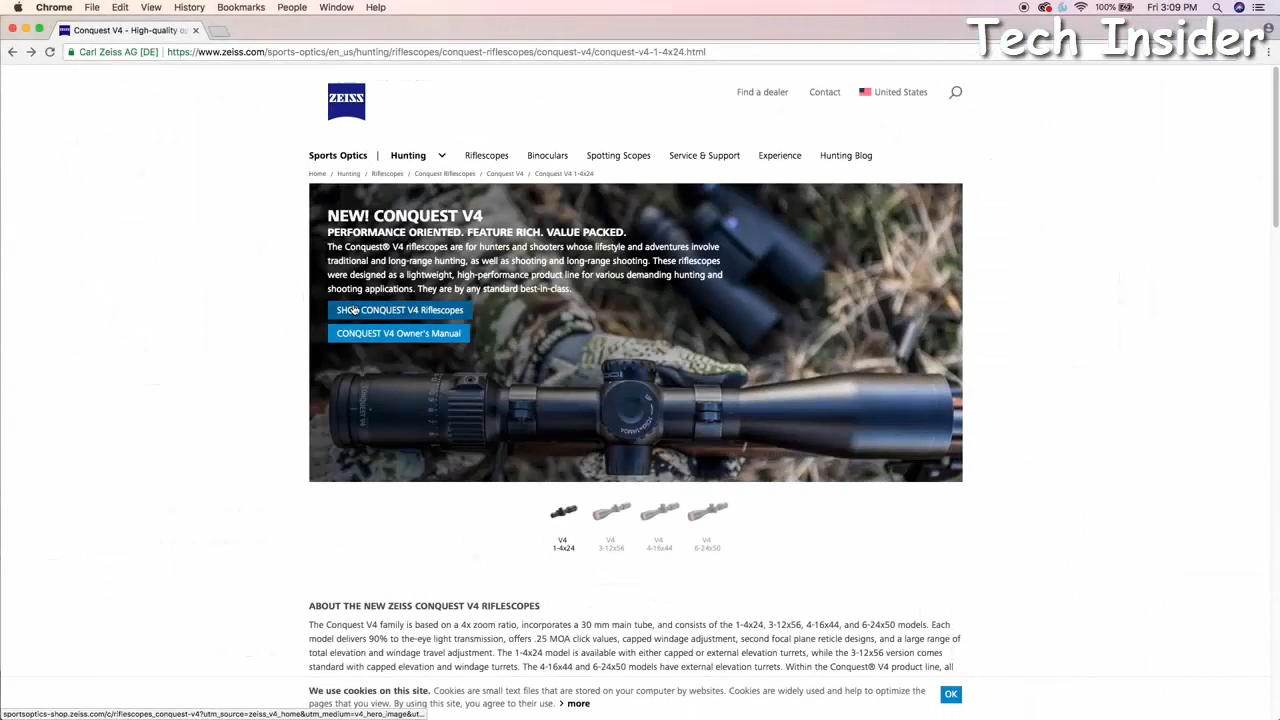 Chrome File Edit View History Bookmarks People Window Help
100% Fri 3:09 PM
Conquest V4 - High-quality op
Tech Insider
Carl Zeiss AG [DE] https://www.zeiss.com/sports-optics/en_us/hunting/riflescopes/conquest-riflescopes/conquest-v4/conquest-v4-1-4x24.html
ZEISS
Find a dealer Contact United States
Sports Optics | Hunting Riflescopes Binoculars Spotting Scopes Service & Support Experience Hunting Blog
Home / Hunting / Riflescopes / Conquest Riflescopes / Conquest V4 / Conquest V4 1-4x24
NEW! CONQUEST V4
PERFORMANCE ORIENTED. FEATURE RICH. VALUE PACKED.
The Conquest® V4 riflescopes are for hunters and shooters whose lifestyle and adventures involve
traditional and long-range hunting, as well as shooting and long-range shooting. These riflescopes
were designed as a lightweight, high-performance product line for various demanding hunting and
shooting applications. They are by any standard best-in-class.
CONQUEST V4 Riflescopes
CONQUEST V4 Owner's Manual
CONQUEST V4
V4 V4 V4 V4
1-4x24 3-12x56 4-16x44 6-24x50
ABOUT THE NEW ZEISS CONQUEST V4 RIFLESCOPES
The Conquest V4 family is based on a 4x zoom ratio, incorporates a 30 mm main tube, and consists of the 1-4x24, 3-12x56, 4-16x44, and 6-24x50 models. Each
model delivers 90% to the-eye light transmission, offers .25 MOA click values, capped windage adjustment, second focal plane reticle designs, and a large range of
total elevation and windage travel adjustment. The 1-4x24 model is available with either capped or external elevation turrets, while the 3-12x56 version comes
standard with capped elevation and windage turrets. The 4-16x44 and 6-24x50 models have external elevation turrets. Within the Conquest® V4 product line, all
We use cookies on this site. Cookies are small text files that are stored on your computer by websites. Cookies are widely used and help to optimize the
pages that you view. By using this site, you agree to their use. > more
OK
sportsoptics-shop.zeiss.com/c/riflescopes_conquest-v4?utm_source=zeiss_v4_home&utm_medium=v4_hero_image&ut...